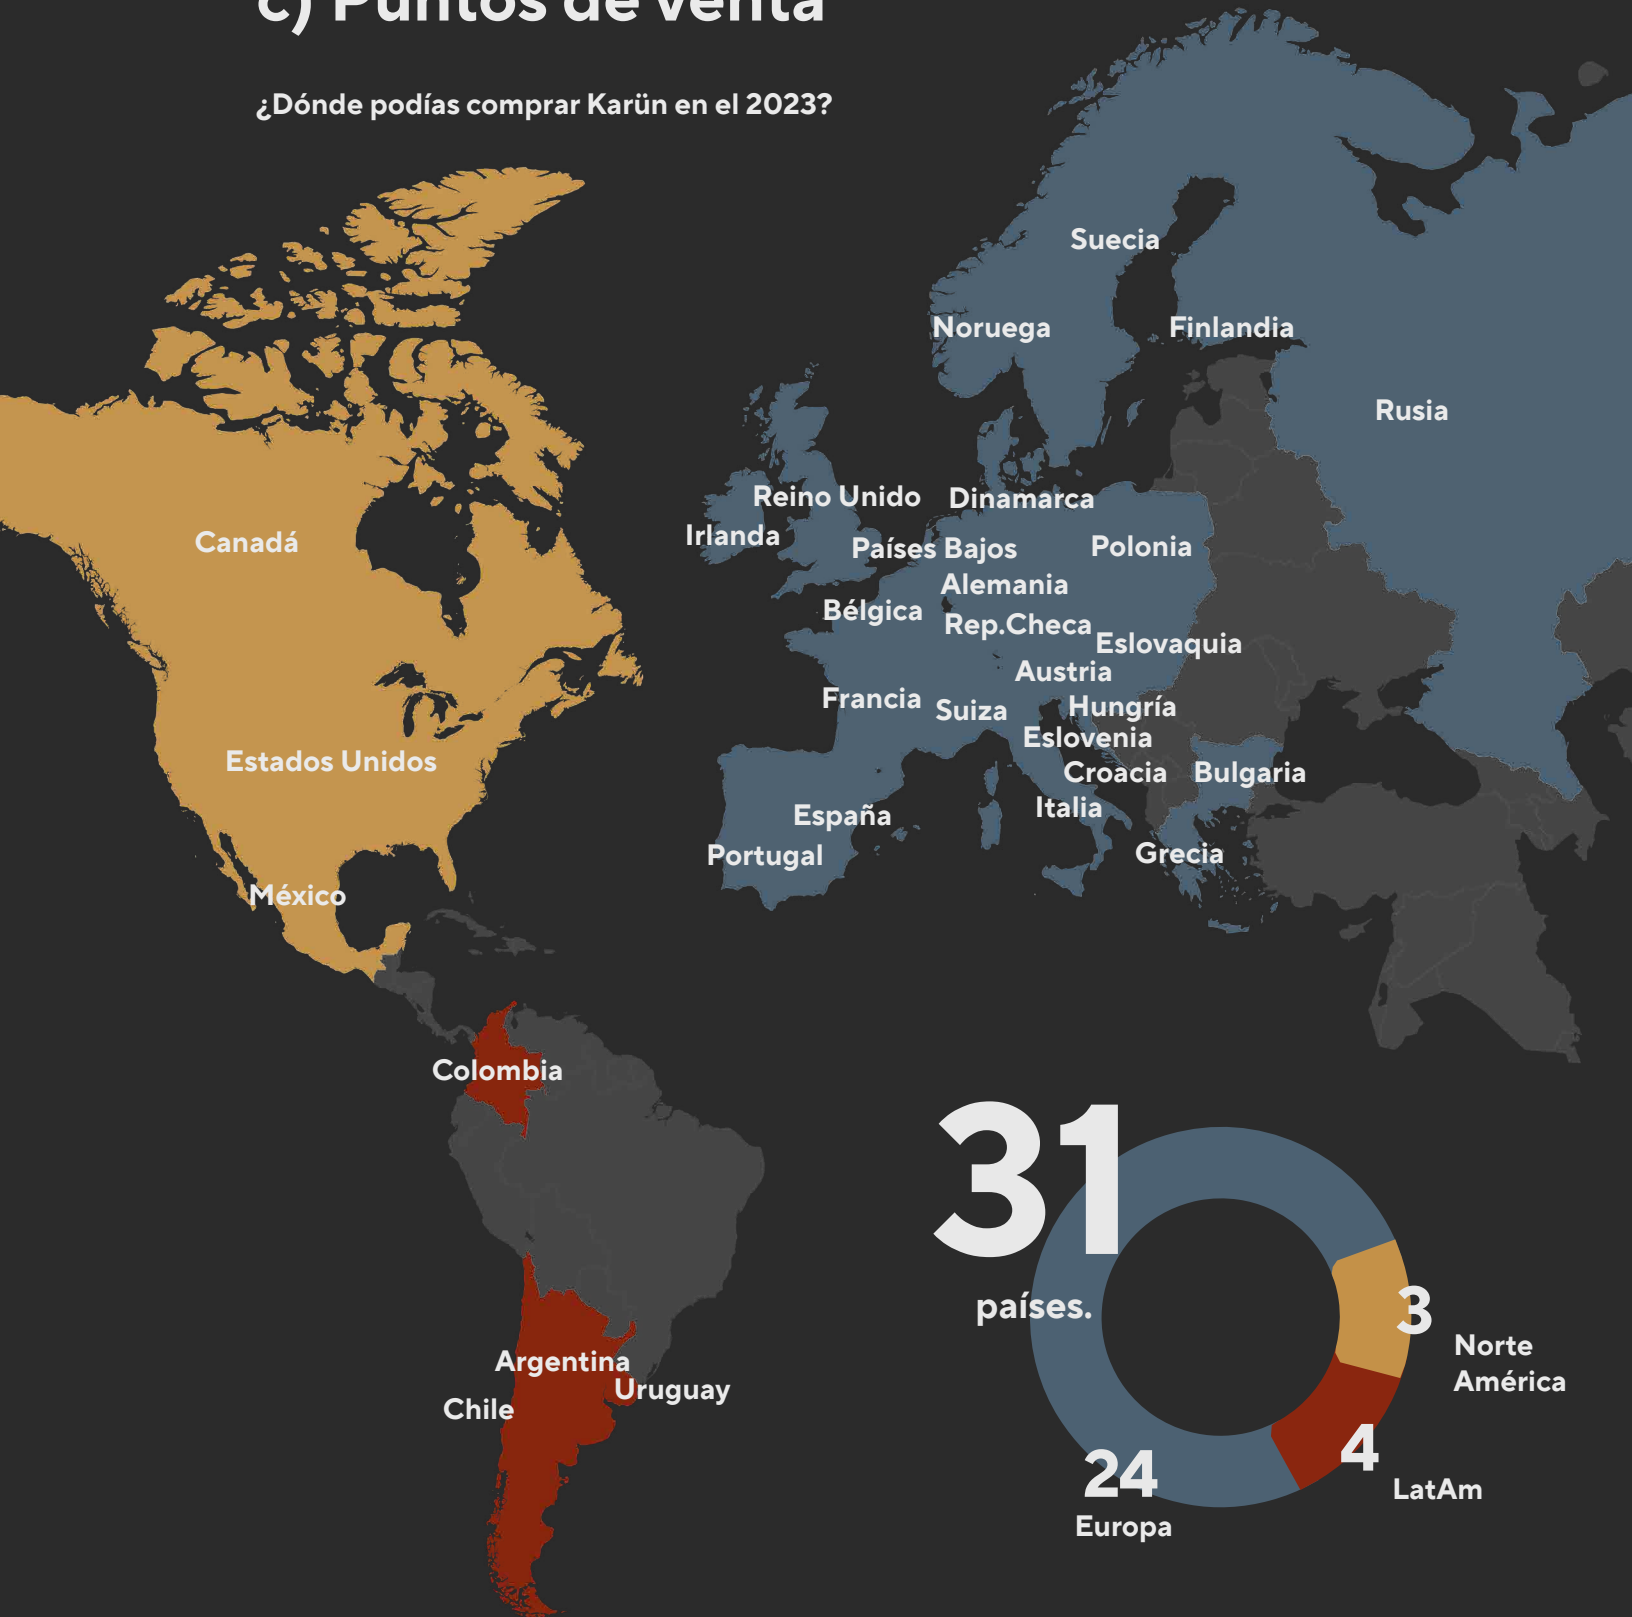 c) Puntos de venta
¿Dónde podías comprar Karün en el 2023?
Suecia
Noruega
Finlandia
Rusia
Reino Unido
Dinamarca
Irlanda
Países Bajos
Polonia
Canadá
Alemania
Bélgica
Rep.Checa
Eslovaquia
Austria
Francia
Suiza
Hungría
Eslovenia
Estados Unidos
Croacia
Bulgaria
Italia
España
Portugal
Grecia
México
Colombia
31
países.
3
Norte
América
Argentina
Uruguay
Chile
4
LatAm
24
Europa